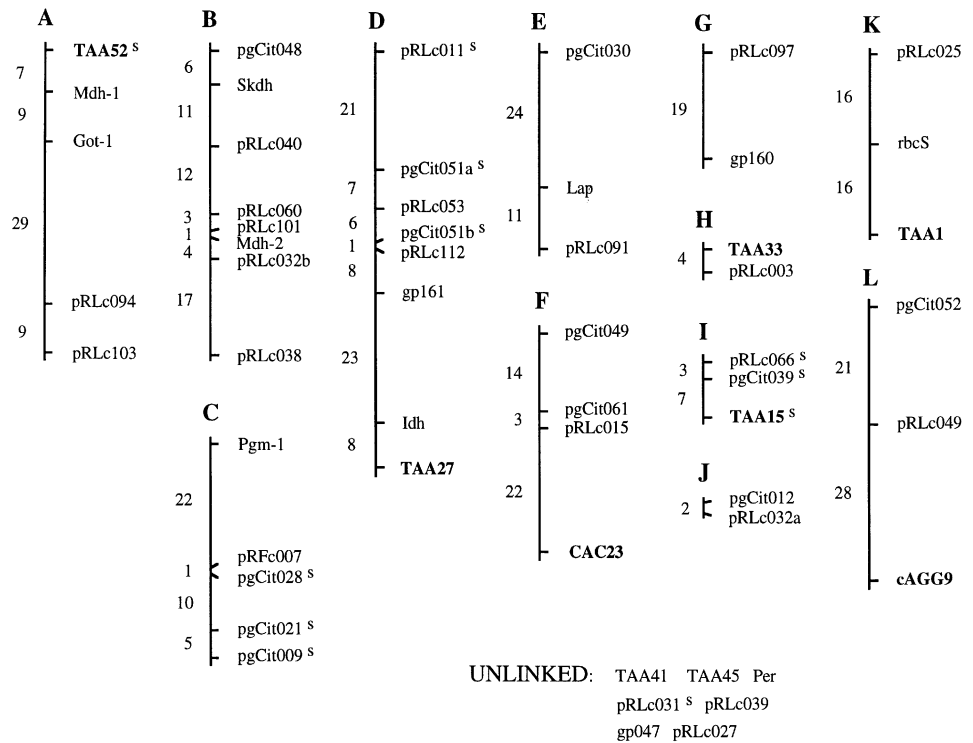 A
TAA52 s
7
Mdh-1
9
Got-1
29
pRLc094
9
pRLc103
B
pgCit048
6
Skdh
11
pRLc040
12
pRLc060
3
pRLc101
1
Mdh-2
4
pRLc032b
17
pRLc038
C
Pgm-1
22
pRFc007
1
pgCit028 s
10
pgCit021 s
5
pgCit009 s
D
pRLc011 s
21
pgCit051a s
7
pRLc053
6
pgCit051b s
1
pRLc112
8
gp161
23
Idh
8
TAA27
E
pgCit030
24
Lap
11
pRLc091
F
pgCit049
14
pgCit061
3
pRLc015
22
CAC23
G
pRLc097
19
gp160
H
TAA33
4
pRLc003
I
pRLc066 s
3
pgCit039 s
7
TAA15 s
J
pgCit012
2
pRLc032a
K
pRLc025
16
rbcS
16
TAA1
L
pgCit052
21
pRLc049
28
cAGG9
UNLINKED: TAA41 TAA45 Per
pRLc031 s pRLc039
gp047 pRLc027